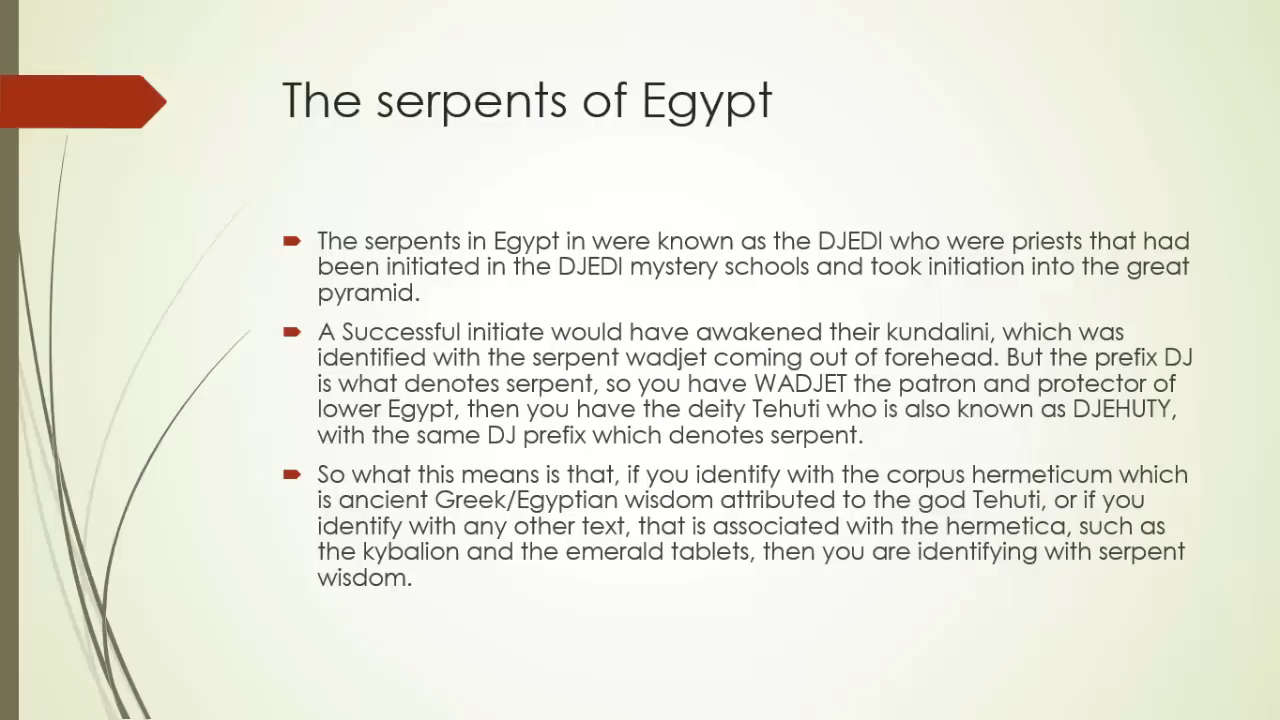 The serpents of Egypt
The serpents in Egypt in were known as the DJEDI who were priests that had
been initiated in the DJEDI mystery schools and took initiation into the great
pyramid.
A Successful initiate would have awakened their kundalini, which was
identified with the serpent wadjet coming out of forehead. But the prefix DJ
is what denotes serpent, so you have WADJET the patron and protector of
lower Egypt, then you have the deity Tehuti who is also known as DJEHUTY,
with the same DJ prefix which denotes serpent.
So what this means is that, if you identify with the corpus hermeticum which
is ancient Greek/Egyptian wisdom attributed to the god Tehuti, or if you
identify with any other text, that is associated with the hermetica, such as
the kybalion and the emerald tablets, then you are identifying with serpent
wisdom.